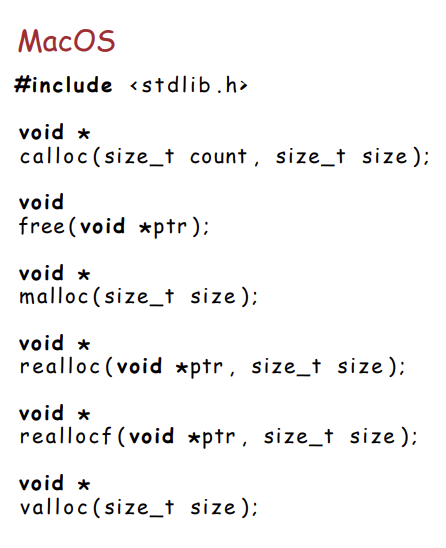 MacOS
#include <stdlib.h>
void *
calloc(size_t count, size_t size);
void
free(void *ptr);
void *
malloc(size_t size);
void *
realloc(void *ptr, size_t size);
void *
reallocf(void *ptr, size_t size);
void *
valloc(size_t size);